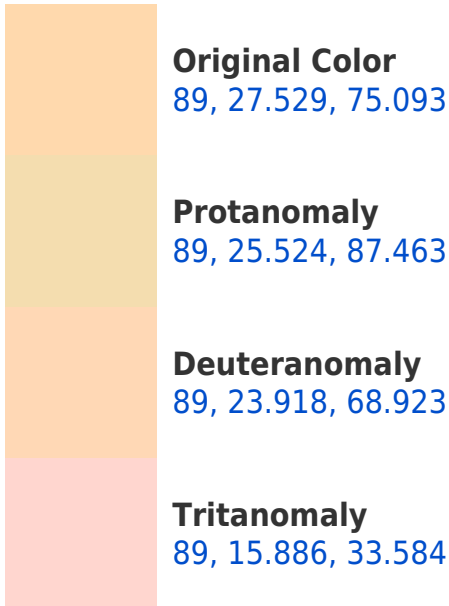 Original Color
89, 27.529, 75.093
Protanomaly
89, 25.524, 87.463
Deuteranomaly
89, 23.918, 68.923
Tritanomaly
89, 15.886, 33.584